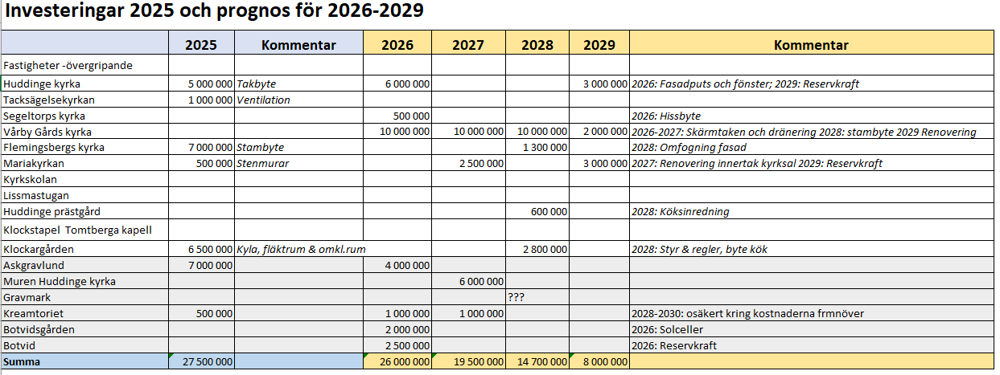 Investeringar 2025 och prognos för 2026-2029
2025 Kommentar 2026 2027 2028 2029 Kommentar
Fastigheter -övergripande
Huddinge kyrka 5 000 000 Takbyte 6 000 000 3 000 000 2026: Fasadputs och fönster; 2029: Reservkraft
Tacksägelsekyrkan 1 000 000 Ventilation
Segeltorps kyrka 500 000 2026: Hissbyte
Vårby Gårds kyrka 10 000 000 10 000 000 10 000 000 2 000 000 2026-2027: Skärmtaken och dränering 2028: stambyte 2029 Renovering
Flemingsbergs kyrka 7 000 000 Stambyte 1 300 000 2028: Omfogning fasad
Mariakyrkan 500 000 Stenmurar 2 500 000 3 000 000 2027: Renovering innertak kyrksal 2029: Reservkraft
Kyrkskolan
Lissmastugan
Huddinge prästgård 600 000 2028: Köksinredning
Klockstapel Tomtberga kapell
Klockargården 6 500 000 Kyla, fläktrum & omkl.rum 2 800 000 2028: Styr & regler, byte kök
Askgravlund 7 000 000 4 000 000
Muren Huddinge kyrka 6 000 000
Gravmark ???
Kreamtoriet 500 000 1 000 000 1 000 000 2028-2030: osäkert kring kostnaderna frmnöver
Botvidsgården 2 000 000 2026: Solceller
Botvid 2 500 000 2026: Reservkraft
Summa 27 500 000 26 000 000 19 500 000 14 700 000 8 000 000